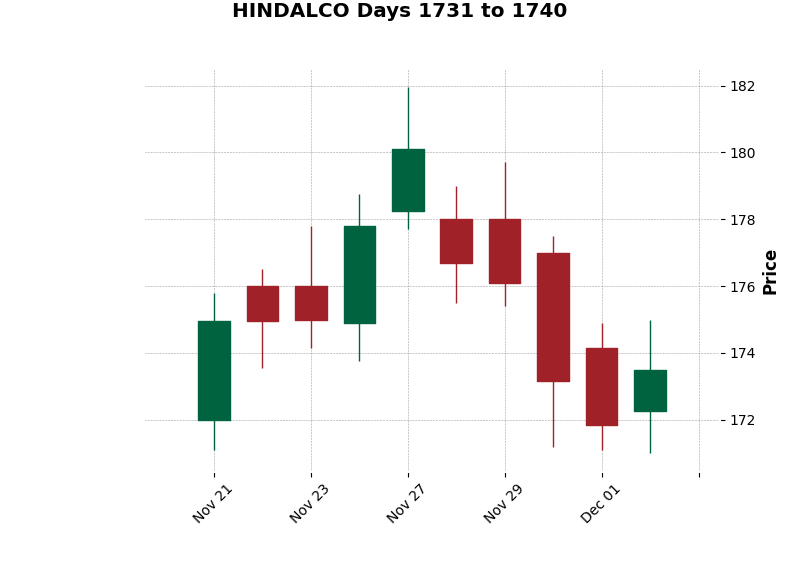 HINDALCO Days 1731 to 1740
182
180
178
176
174
172
Price
Nov 21
Nov 23
Nov 27
Nov 29
Dec 01